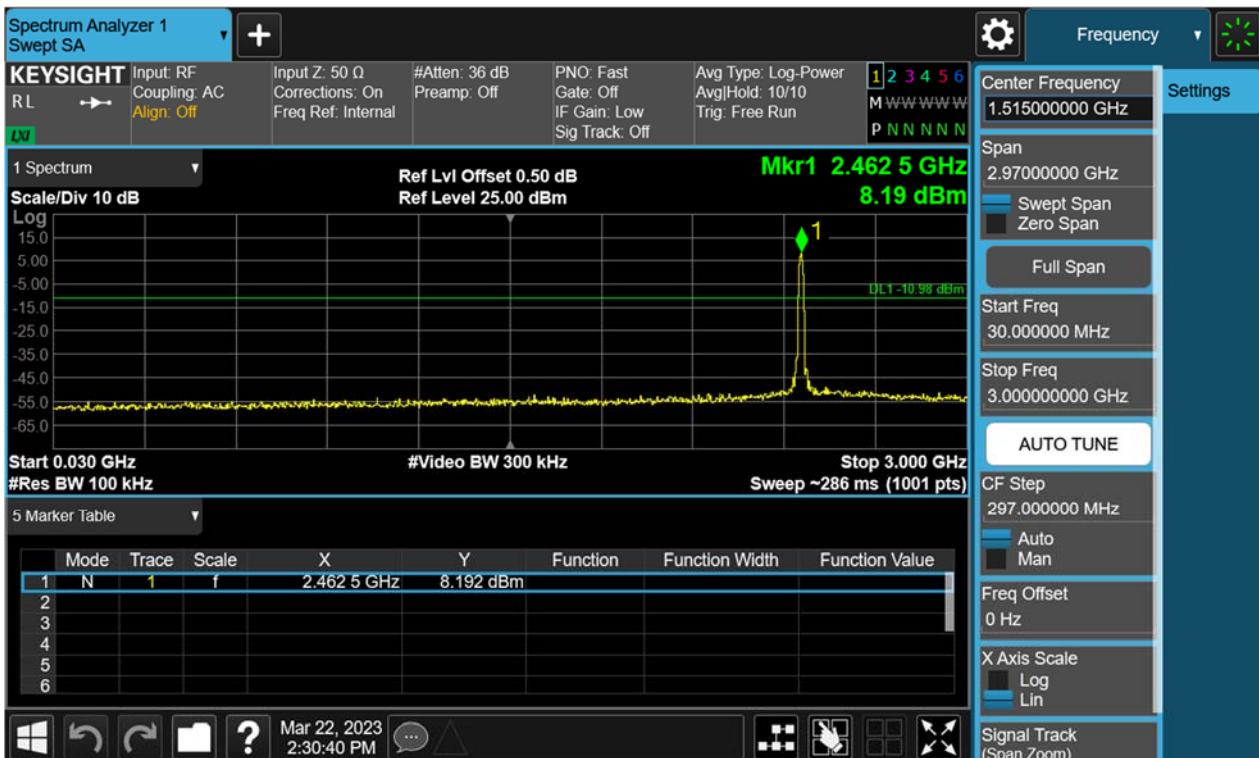 Spectrum Analyzer 1
Swept SA
+
Frequency
KEYSIGHT
R L
LXI
Input: RF
Coupling: AC
Align: Off
Input Z: 50 Ω
Corrections: On
Freq Ref: Internal
#Atten: 36 dB
Preamp: Off
PNO: Fast
Gate: Off
IF Gain: Low
Sig Track: Off
Avg Type: Log-Power
Avg|Hold: 10/10
Trig: Free Run
1 2 3 4 5 6
M W W W W W W
P N N N N N
1 Spectrum
Scale/Div 10 dB
Ref Lvl Offset 0.50 dB
Ref Level 25.00 dBm
Mkr1 2.462 5 GHz
8.19 dBm
Log
15.0
5.00
-5.00
-15.0
-25.0
-35.0
-45.0
-55.0
-65.0
1
DL1 -10.98 dBm
Start 0.030 GHz
#Res BW 100 kHz
#Video BW 300 kHz
Stop 3.000 GHz
Sweep ~286 ms (1001 pts)
5 Marker Table
Mode Trace Scale X Y Function Function Width Function Value
1 N 1 f 2.462 5 GHz 8.192 dBm
2
3
4
5
6
Center Frequency
1.515000000 GHz
Span
2.97000000 GHz
Swept Span
Zero Span
Full Span
Start Freq
30.000000 MHz
Stop Freq
3.000000000 GHz
AUTO TUNE
CF Step
297.000000 MHz
Auto
Man
Freq Offset
0 Hz
X Axis Scale
Log
Lin
Signal Track
(Span Zoom)
Settings
?
Mar 22, 2023
2:30:40 PM